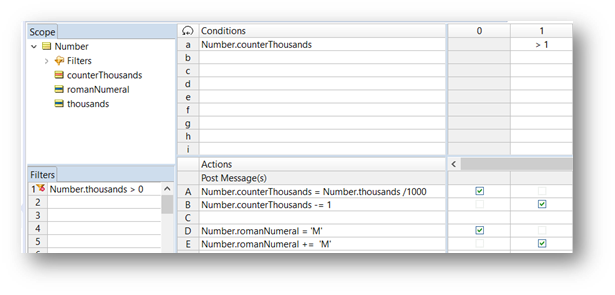 Scope
Number
Filters
counterThousands
romanNumeral
thousands
Filters
1 Number.thousands > 0
2
3
4
5
6
Conditions 0 1
a Number.counterThousands > 1
b
c
d
e
f
g
h
i
Actions
Post Message(s)
A Number.counterThousands = Number.thousands /1000
B Number.counterThousands -= 1
C
D Number.romanNumeral = 'M'
E Number.romanNumeral += 'M'